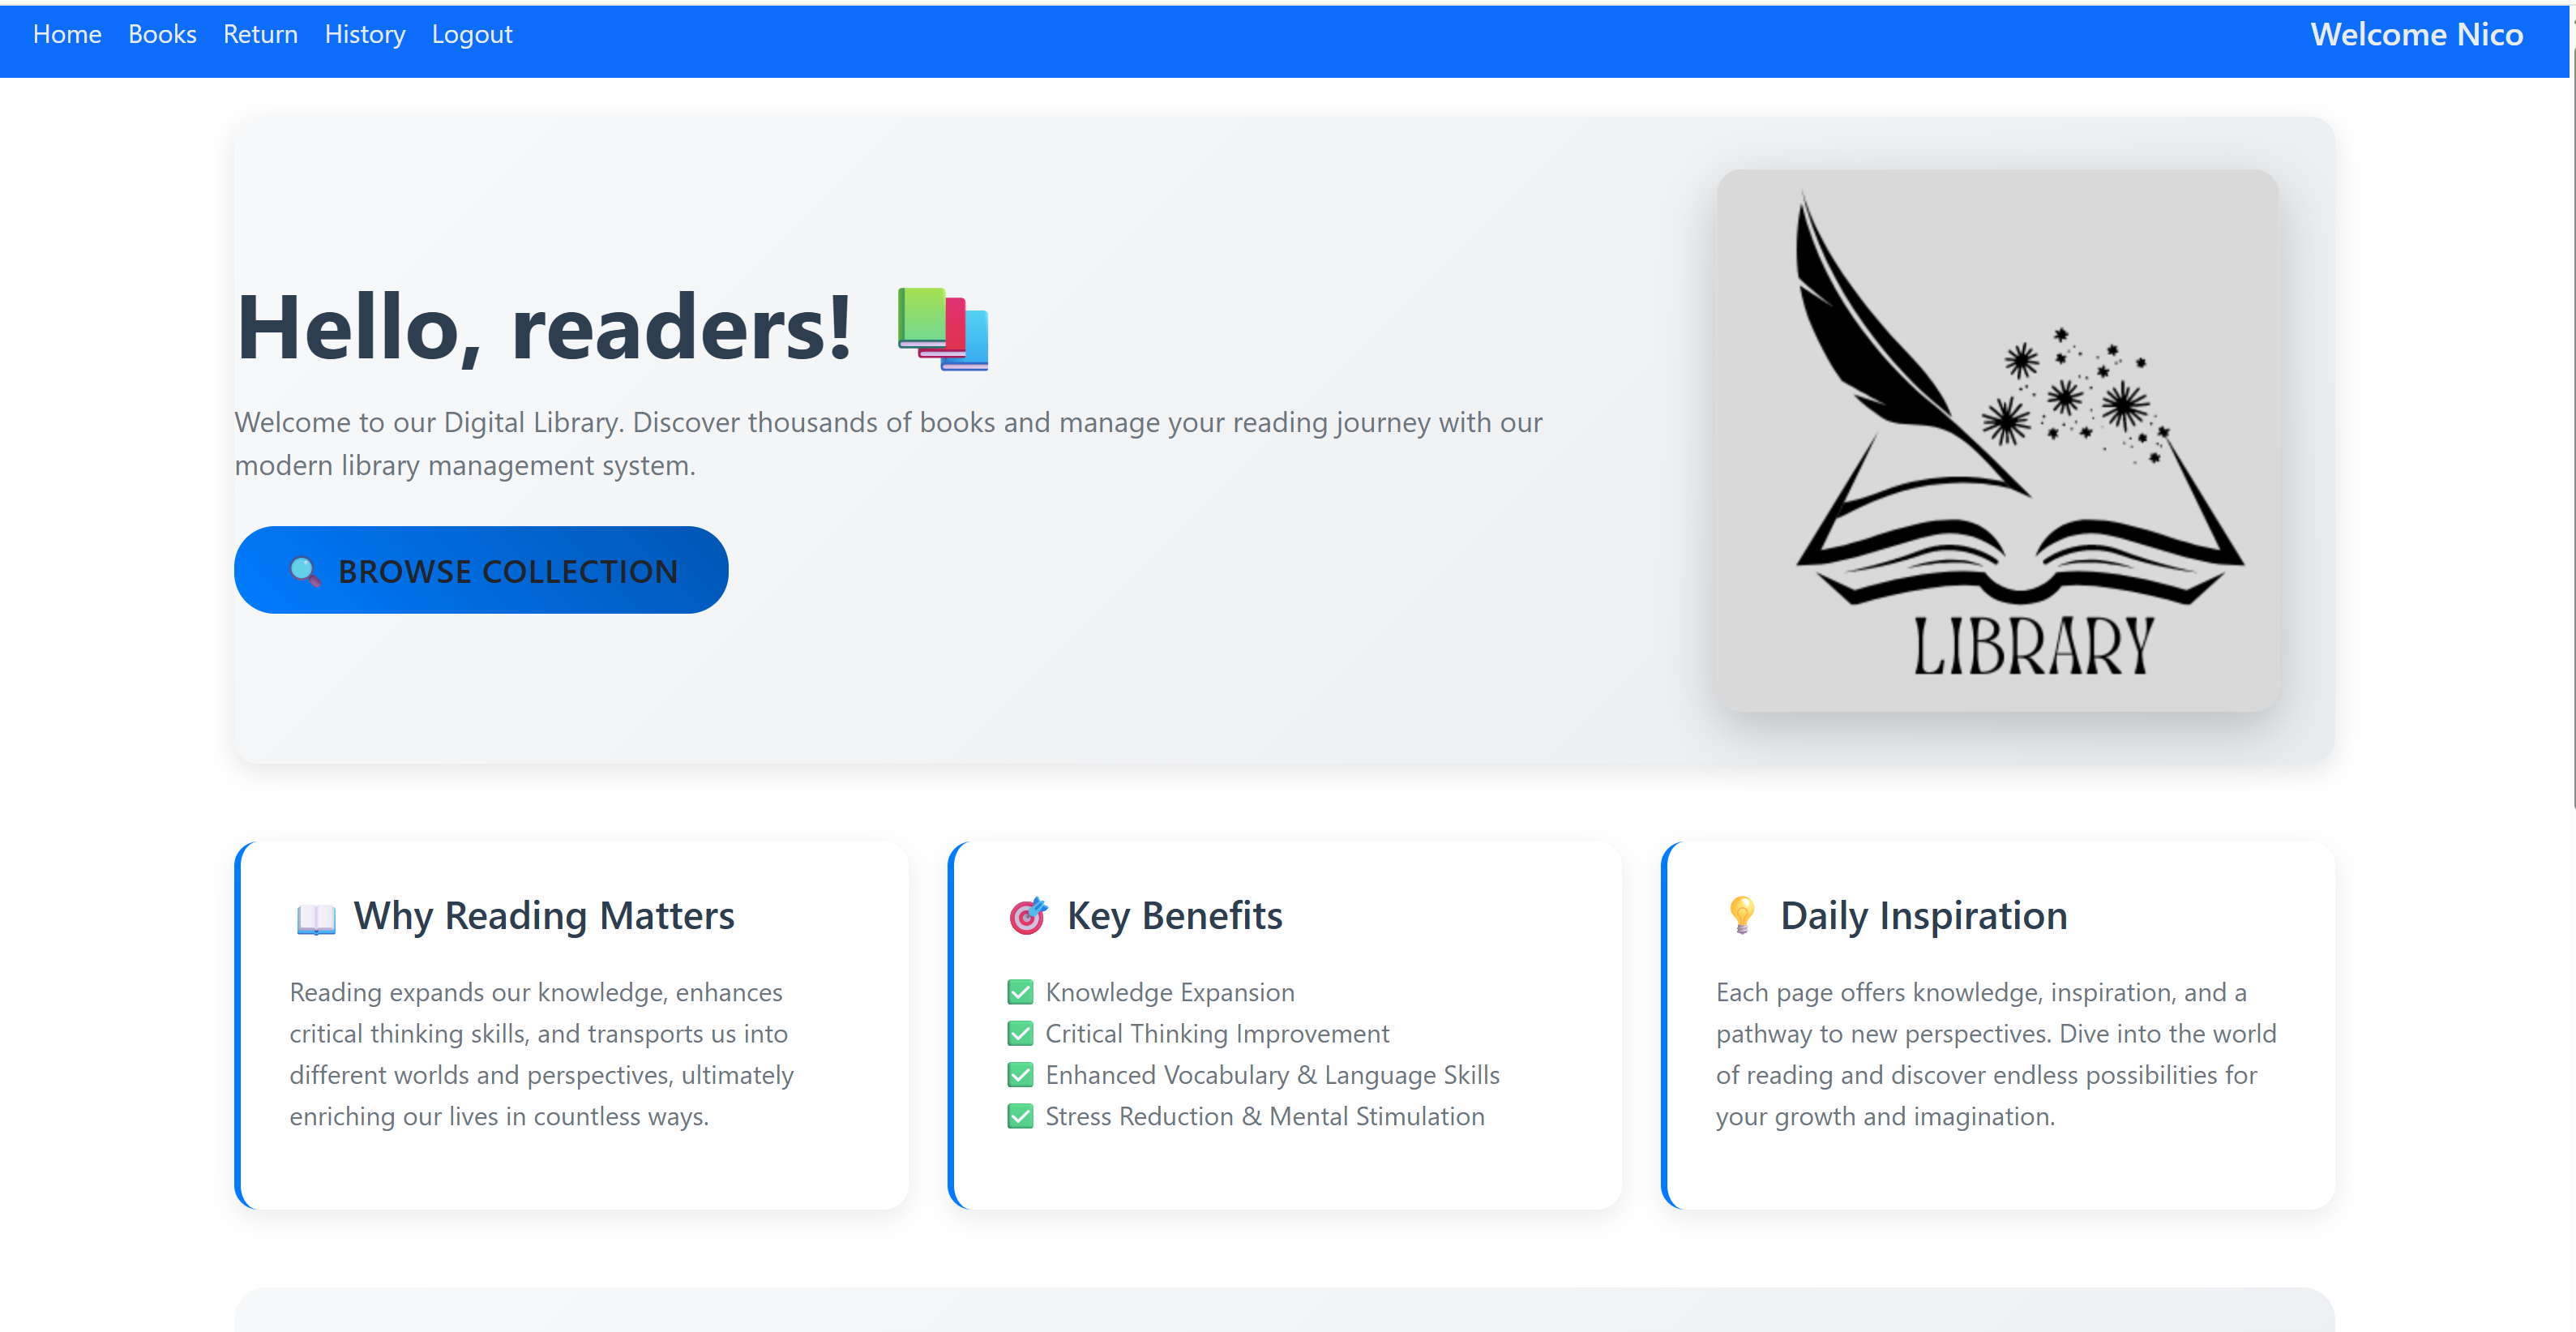 Home Books Return History Logout Welcome Nico
Hello, readers!
Welcome to our Digital Library. Discover thousands of books and manage your reading journey with our
modern library management system.
BROWSE COLLECTION
LIBRARY
Why Reading Matters
Reading expands our knowledge, enhances
critical thinking skills, and transports us into
different worlds and perspectives, ultimately
enriching our lives in countless ways.
Key Benefits
Knowledge Expansion
Critical Thinking Improvement
Enhanced Vocabulary & Language Skills
Stress Reduction & Mental Stimulation
Daily Inspiration
Each page offers knowledge, inspiration, and a
pathway to new perspectives. Dive into the world
of reading and discover endless possibilities for
your growth and imagination.